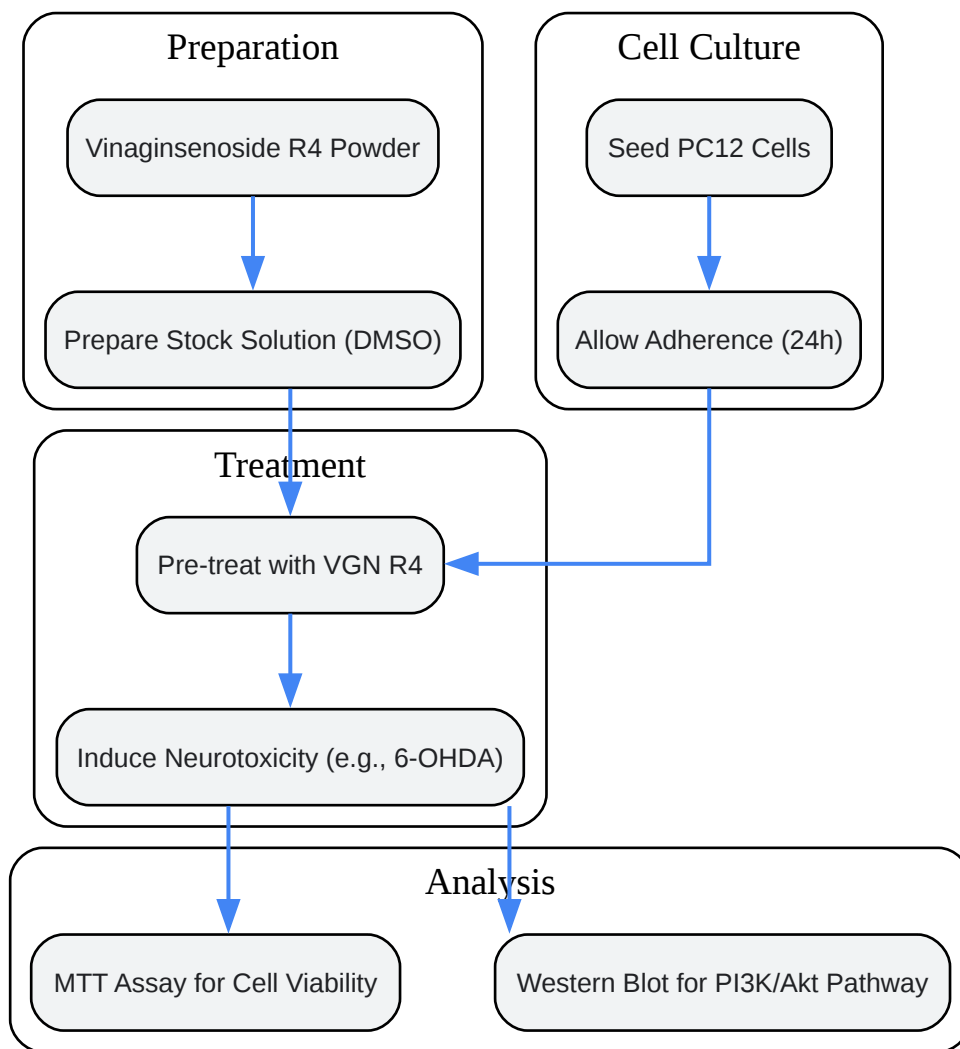 Preparation
Vinaginsenoside R4 Powder
Prepare Stock Solution (DMSO)
Cell Culture
Seed PC12 Cells
Allow Adherence (24h)
Treatment
Pre-treat with VGN R4
Induce Neurotoxicity (e.g., 6-OHDA)
Analysis
MTT Assay for Cell Viability
Western Blot for PI3K/Akt Pathway